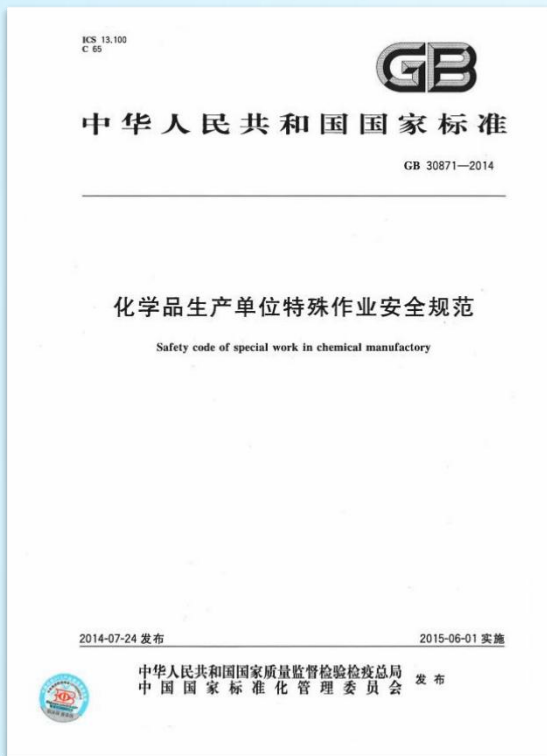 ICS 13.100
C 65
GB
中华人民共和国国家标准
GB 30871—2014
化学品生产单位特殊作业安全规范
Safety code of special work in chemical manufactory
2014-07-24 发布
2015-06-01 实施
中华人民共和国国家质量监督检验检疫总局
中国国家标准化管理委员会
发布